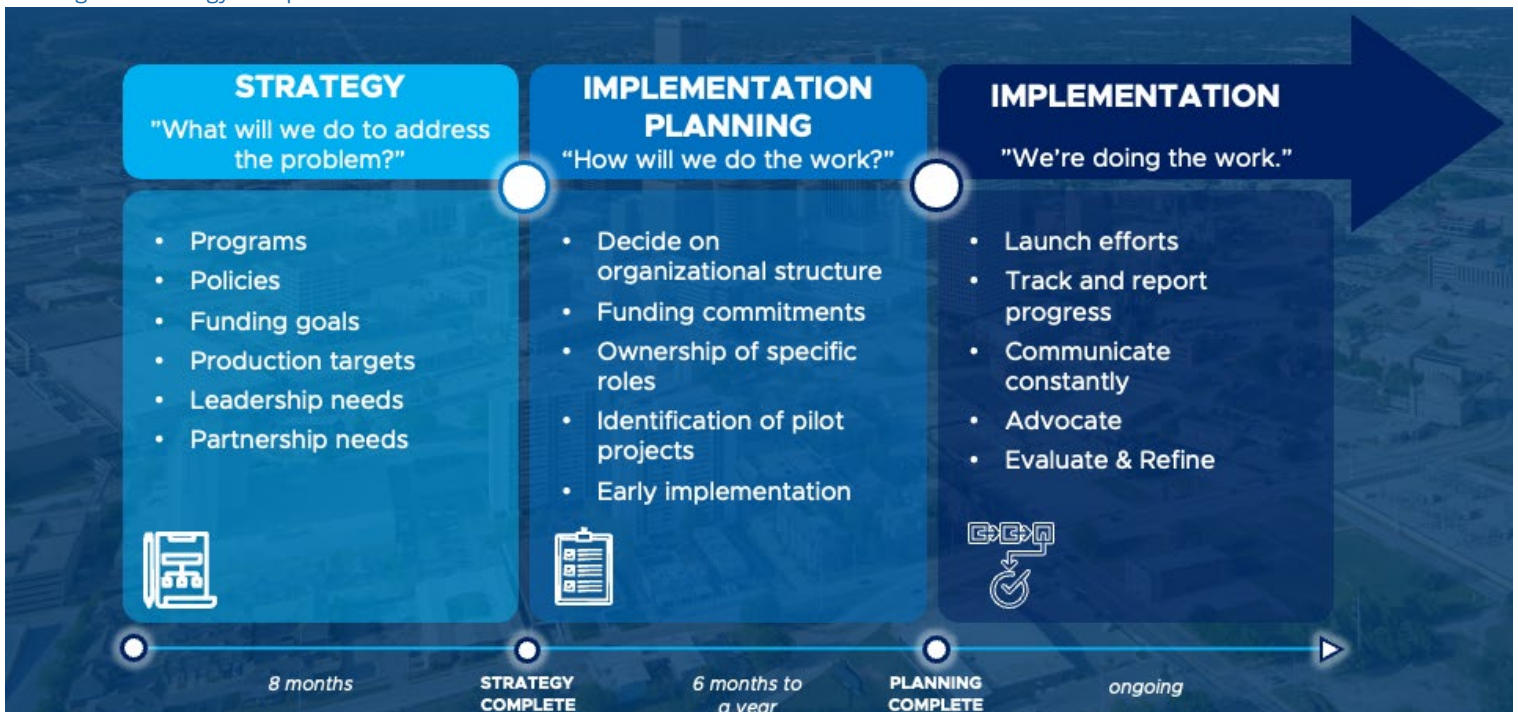 STRATEGY
"What will we do to address
the problem?"
• Programs
• Policies
• Funding goals
• Production targets
• Leadership needs
• Partnership needs
IMPLEMENTATION
PLANNING
“How will we do the work?”
• Decide on
organizational structure
• Funding commitments
• Ownership of specific
roles
• Identification of pilot
projects
• Early implementation
IMPLEMENTATION
"We’re doing the work."
• Launch efforts
• Track and report
progress
• Communicate
constantly
• Advocate
• Evaluate & Refine
8 months
STRATEGY
COMPLETE
6 months to
a year
PLANNING
COMPLETE
ongoing